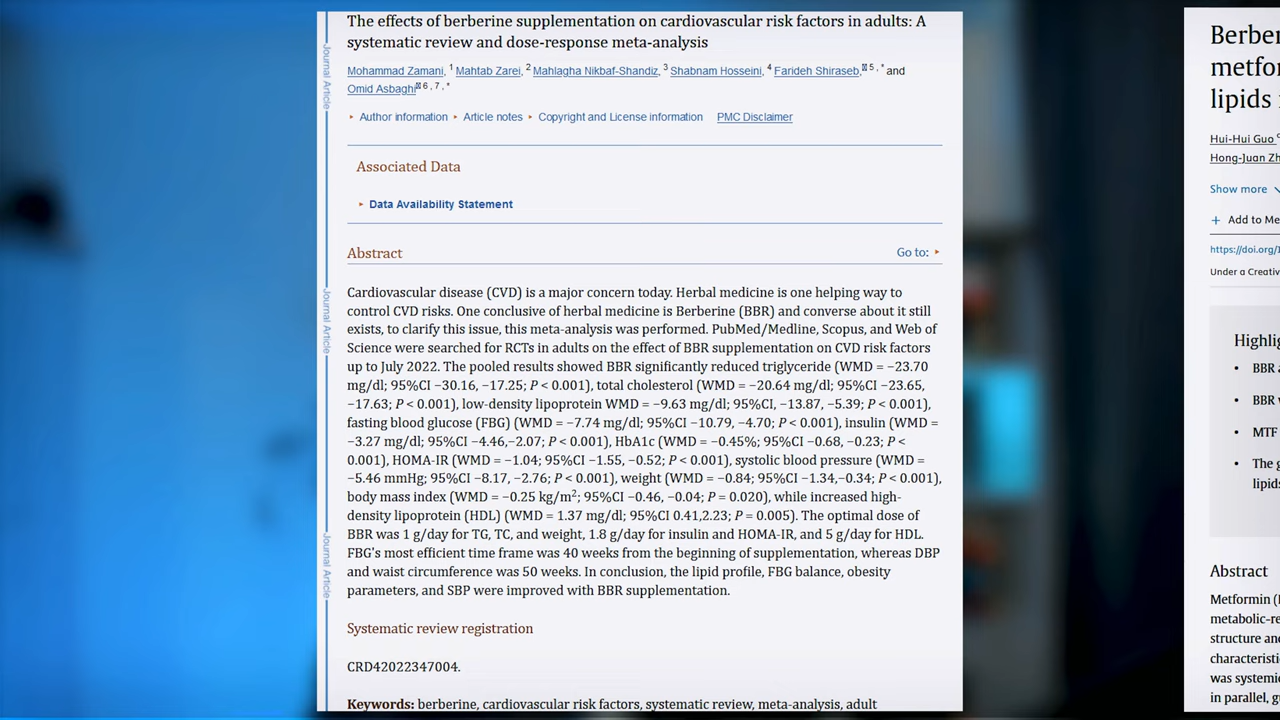 The effects of berberine supplementation on cardiovascular risk factors in adults: A
systematic review and dose-response meta-analysis
Mohammad Zamani, 1 Mahtab Zarei, 2 Mahlagha Nikbaf-Shandiz, 3 Shabnam Hosseini, 4 Farideh Shiraseb, 5 , * and
Omid Asbaghi 6 , 7 , *
Author information Article notes Copyright and License information PMC Disclaimer
Associated Data
Data Availability Statement
Abstract Go to:
Cardiovascular disease (CVD) is a major concern today. Herbal medicine is one helping way to
control CVD risks. One conclusive of herbal medicine is Berberine (BBR) and converse about it still
exists, to clarify this issue, this meta-analysis was performed. PubMed/Medline, Scopus, and Web of
Science were searched for RCTs in adults on the effect of BBR supplementation on CVD risk factors
up to July 2022. The pooled results showed BBR significantly reduced triglyceride (WMD = −23.70
mg/dl; 95%CI −30.16, −17.25; P < 0.001), total cholesterol (WMD = −20.64 mg/dl; 95%CI −23.65,
−17.63; P < 0.001), low-density lipoprotein WMD = −9.63 mg/dl; 95%CI, −13.87, −5.39; P < 0.001),
fasting blood glucose (FBG) (WMD = −7.74 mg/dl; 95%CI −10.79, −4.70; P < 0.001), insulin (WMD =
−3.27 mg/dl; 95%CI −4.46,−2.07; P < 0.001), HbA1c (WMD = −0.45%; 95%CI −0.68, −0.23; P <
0.001), HOMA-IR (WMD = −1.04; 95%CI −1.55, −0.52; P < 0.001), systolic blood pressure (WMD =
−5.46 mmHg; 95%CI −8.17, −2.76; P < 0.001), weight (WMD = −0.84; 95%CI −1.34,−0.34; P < 0.001),
body mass index (WMD = −0.25 kg/m2; 95%CI −0.46, −0.04; P = 0.020), while increased high-
density lipoprotein (HDL) (WMD = 1.37 mg/dl; 95%CI 0.41,2.23; P = 0.005). The optimal dose of
BBR was 1 g/day for TG, TC, and weight, 1.8 g/day for insulin and HOMA-IR, and 5 g/day for HDL.
FBG's most efficient time frame was 40 weeks from the beginning of supplementation, whereas DBP
and waist circumference was 50 weeks. In conclusion, the lipid profile, FBG balance, obesity
parameters, and SBP were improved with BBR supplementation.
Systematic review registration
CRD42022347004.
Keywords: berberine, cardiovascular risk factors, systematic review, meta-analysis, adult
Journal Article
Journal Article
Journal Article
Berber
metfo
lipids
Hui-Hui Guo
Hong-Juan Zh
Show more
+ Add to Me
https://doi.org/1
Under a Creativ
Highlig
• BBR
• BBR
• MTF
• The g
lipids
Abstract
Metformin (
metabolic-re
structure an
characteristi
was systemi
in parallel, g